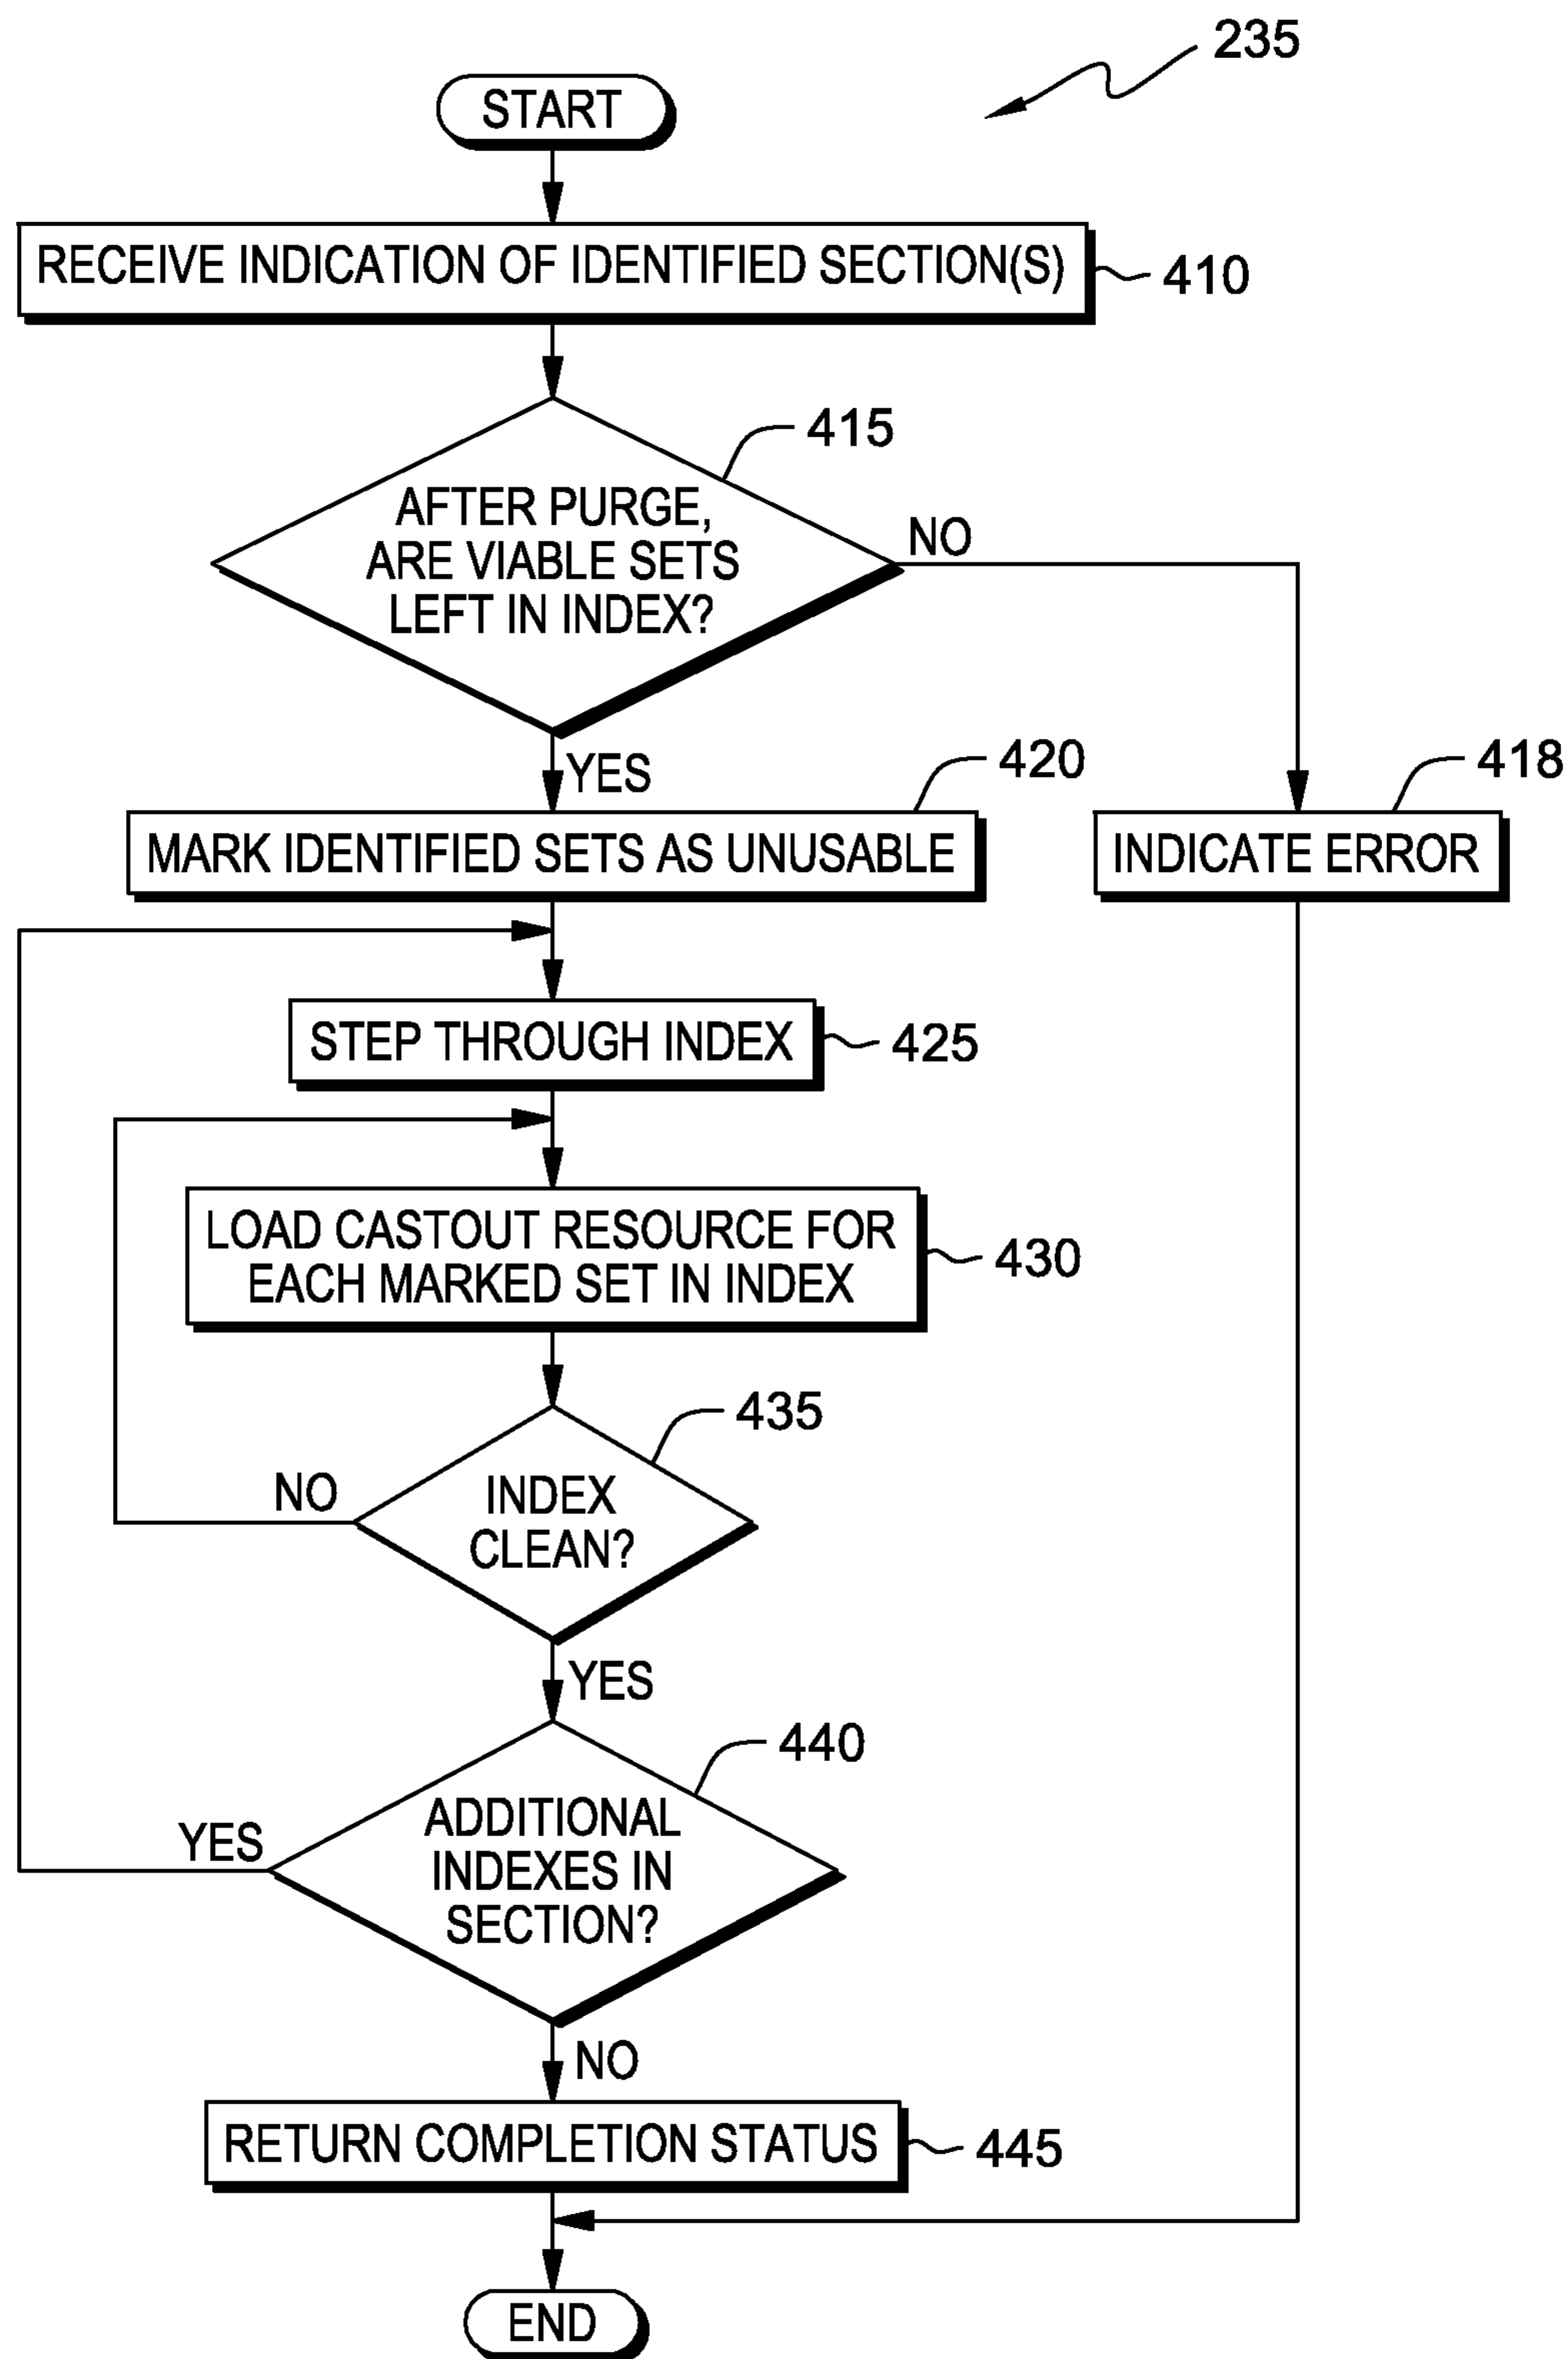 235
START
RECEIVE INDICATION OF IDENTIFIED SECTION(S)
410
415
AFTER PURGE,
ARE VIABLE SETS
LEFT IN INDEX?
NO
YES
420
418
MARK IDENTIFIED SETS AS UNUSABLE
INDICATE ERROR
STEP THROUGH INDEX
425
LOAD CASTOUT RESOURCE FOR
EACH MARKED SET IN INDEX
430
435
INDEX
CLEAN?
NO
YES
440
ADDITIONAL
INDEXES IN
SECTION?
YES
NO
RETURN COMPLETION STATUS
445
END